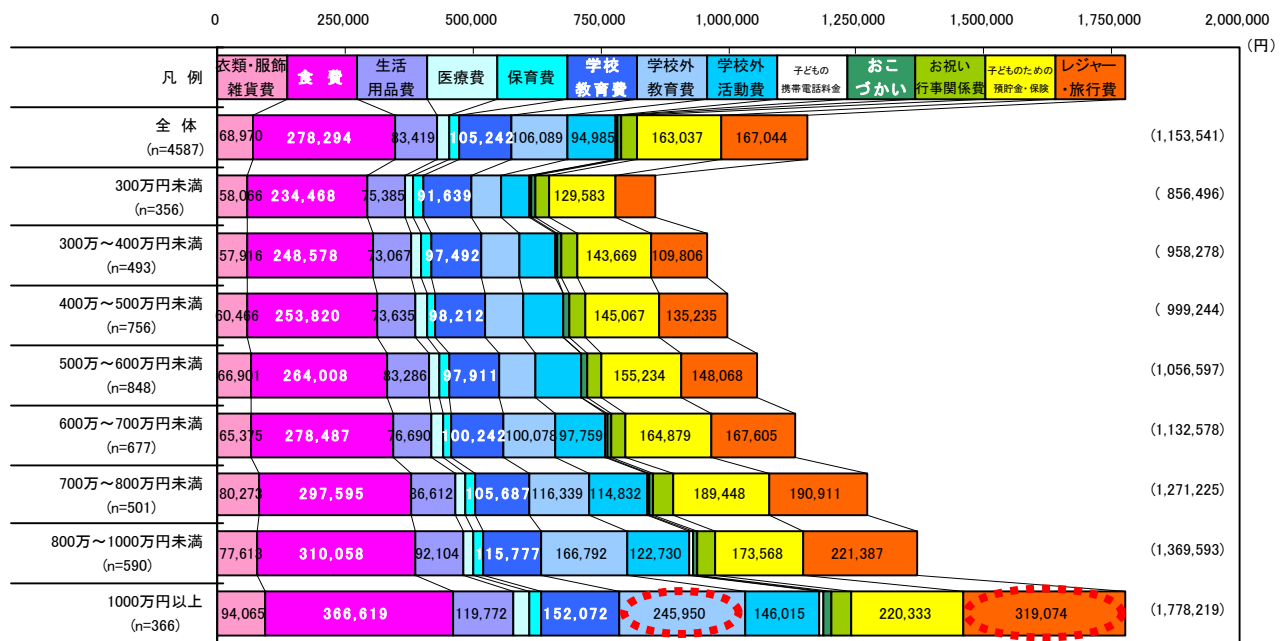 0 250,000 500,000 750,000 1,000,000 1,250,000 1,500,000 1,750,000 2,000,000
(円)
凡 例
衣類・服飾雑貨費
食 費
生活用品費
医療費
保育費
学校教育費
学校外教育費
学校外活動費
子どもの携帯電話料金
おこづかい
お祝い行事関係費
子どものための預貯金・保険
レジャー・旅行費
全 体
(n=4587)
68,970 278,294 83,419 105,242 106,089 94,985 163,037 167,044 (1,153,541)
300万円未満
(n=356)
58,066 234,468 75,385 91,639 129,583 ( 856,496)
300万～400万円未満
(n=493)
57,916 248,578 73,067 97,492 143,669 109,806 ( 958,278)
400万～500万円未満
(n=756)
60,466 253,820 73,635 98,212 145,067 135,235 ( 999,244)
500万～600万円未満
(n=848)
66,901 264,008 83,286 97,911 155,234 148,068 (1,056,597)
600万～700万円未満
(n=677)
65,375 278,487 76,690 100,242 100,078 97,759 164,879 167,605 (1,132,578)
700万～800万円未満
(n=501)
80,273 297,595 86,612 105,687 116,339 114,832 189,448 190,911 (1,271,225)
800万～1000万円未満
(n=590)
77,613 310,058 92,104 115,777 166,792 122,730 173,568 221,387 (1,369,593)
1000万円以上
(n=366)
94,065 366,619 119,772 152,072 245,950 146,015 220,333 319,074 (1,778,219)